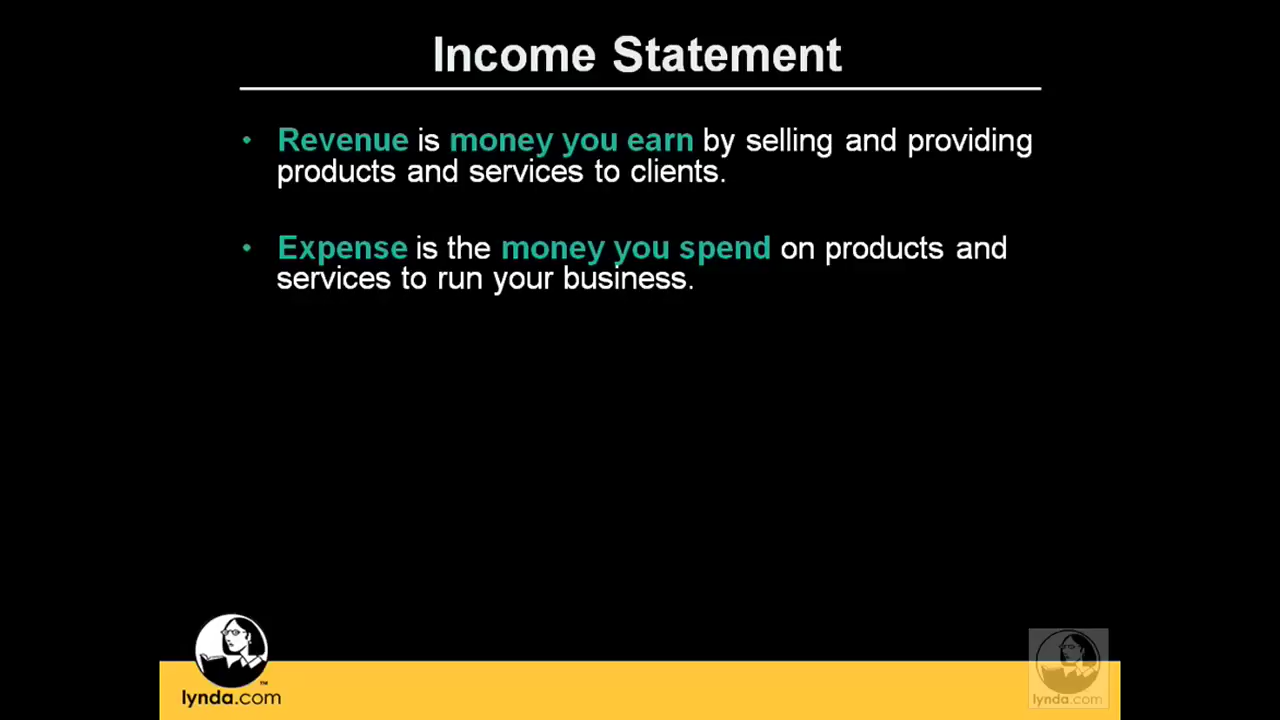 Income Statement
• Revenue is money you earn by selling and providing
products and services to clients.
• Expense is the money you spend on products and
services to run your business.
lynda.com™
lynda.com